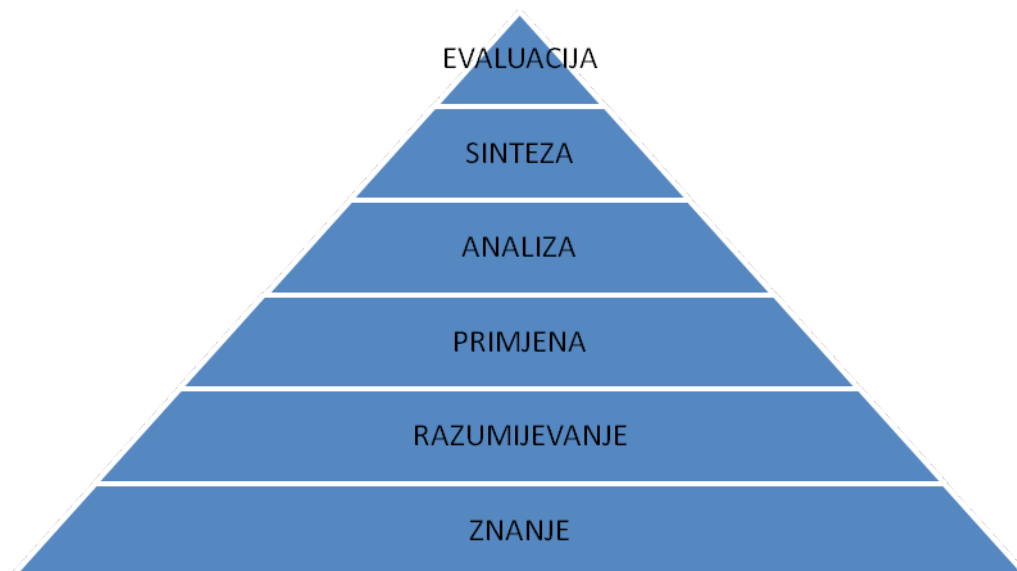 EVALUACIJA
SINTEZA
ANALIZA
PRIMJENA
RAZUMIJEVANJE
ZNANJE